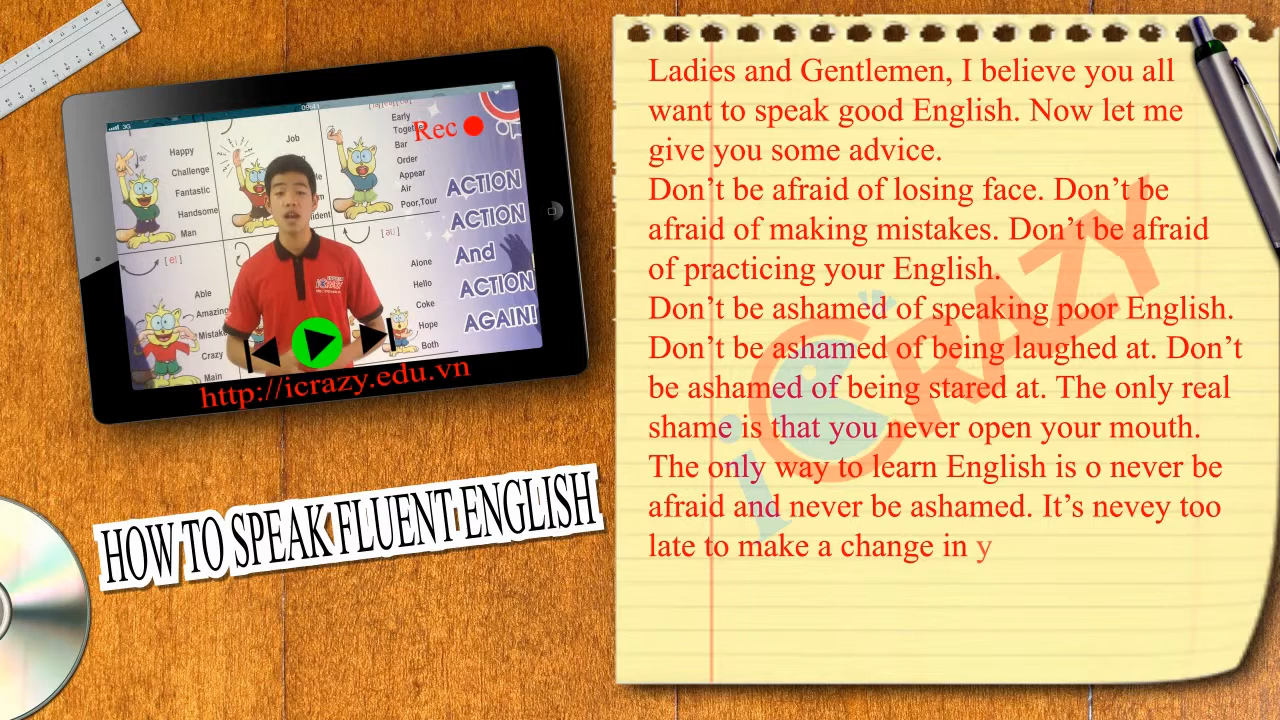 09:41
3G
Rec
Happy
Challenge
Fantastic
Handsome
Man
Job
Early
Bar
Order
Appear
Air
Poor,Tour
ACTION
ACTION
And
ACTION
AGAIN!
[eɪ]
[əʊ]
Able
Amazing
Mistake
Crazy
Main
Alone
Hello
Coke
Hope
Both
http://icrazy.edu.vn
HOW TO SPEAK FLUENT ENGLISH
Ladies and Gentlemen, I believe you all
want to speak good English. Now let me
give you some advice.
Don’t be afraid of losing face. Don’t be
afraid of making mistakes. Don’t be afraid
of practicing your English.
Don’t be ashamed of speaking poor English.
Don’t be ashamed of being laughed at. Don’t
be ashamed of being stared at. The only real
shame is that you never open your mouth.
The only way to learn English is o never be
afraid and never be ashamed. It’s nevey too
late to make a change in y
iCRAZY